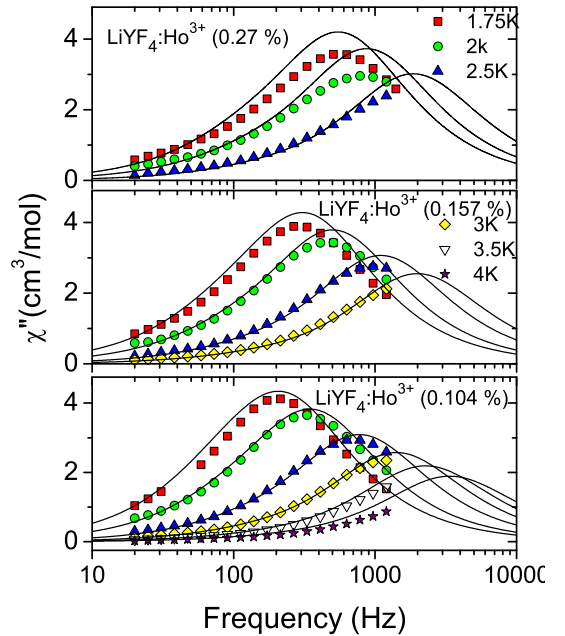 LiYF4:Ho3+ (0.27 %)
1.75K
2k
2.5K
4
2
0
LiYF4:Ho3+ (0.157 %)
3K
3.5K
4K
4
2
0
LiYF4:Ho3+ (0.104 %)
4
2
0
χ"(cm3/mol)
10 100 1000 10000
Frequency (Hz)